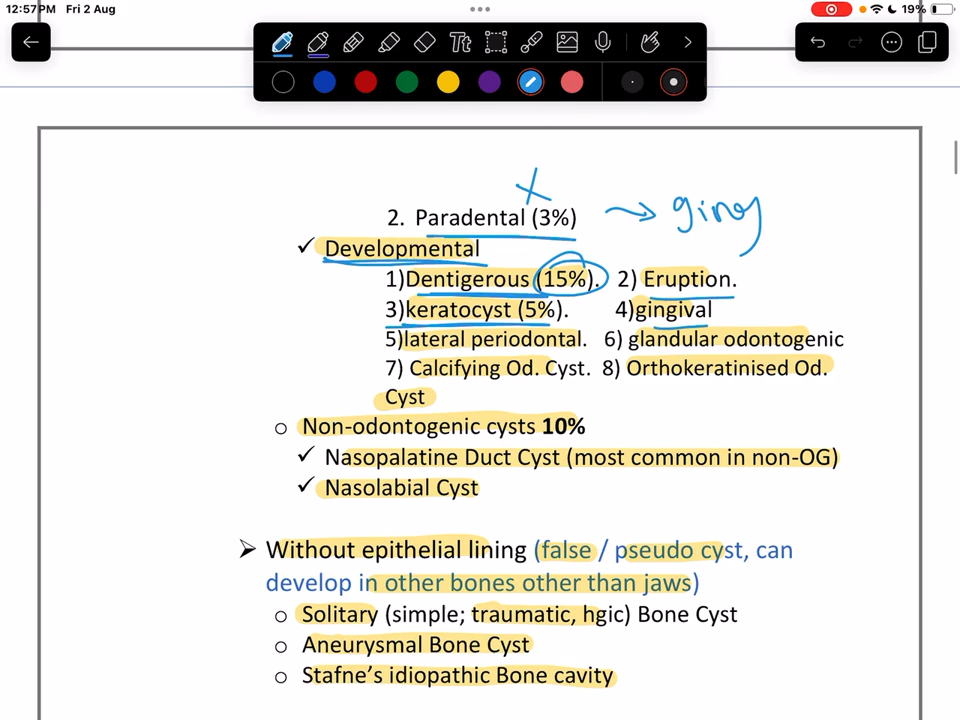 12:57PM Fri 2 Aug
19%
Tt
2. Paradental (3%)
✓ Developmental
1)Dentigerous (15%). 2) Eruption.
3)keratocyst (5%). 4)gingival
5)lateral periodontal. 6) glandular odontogenic
7) Calcifying Od. Cyst. 8) Orthokeratinised Od.
Cyst
o Non-odontogenic cysts 10%
✓ Nasopalatine Duct Cyst (most common in non-OG)
✓ Nasolabial Cyst
➢ Without epithelial lining (false / pseudo cyst, can
develop in other bones other than jaws)
o Solitary (simple; traumatic, hgic) Bone Cyst
o Aneurysmal Bone Cyst
o Stafne's idiopathic Bone cavity